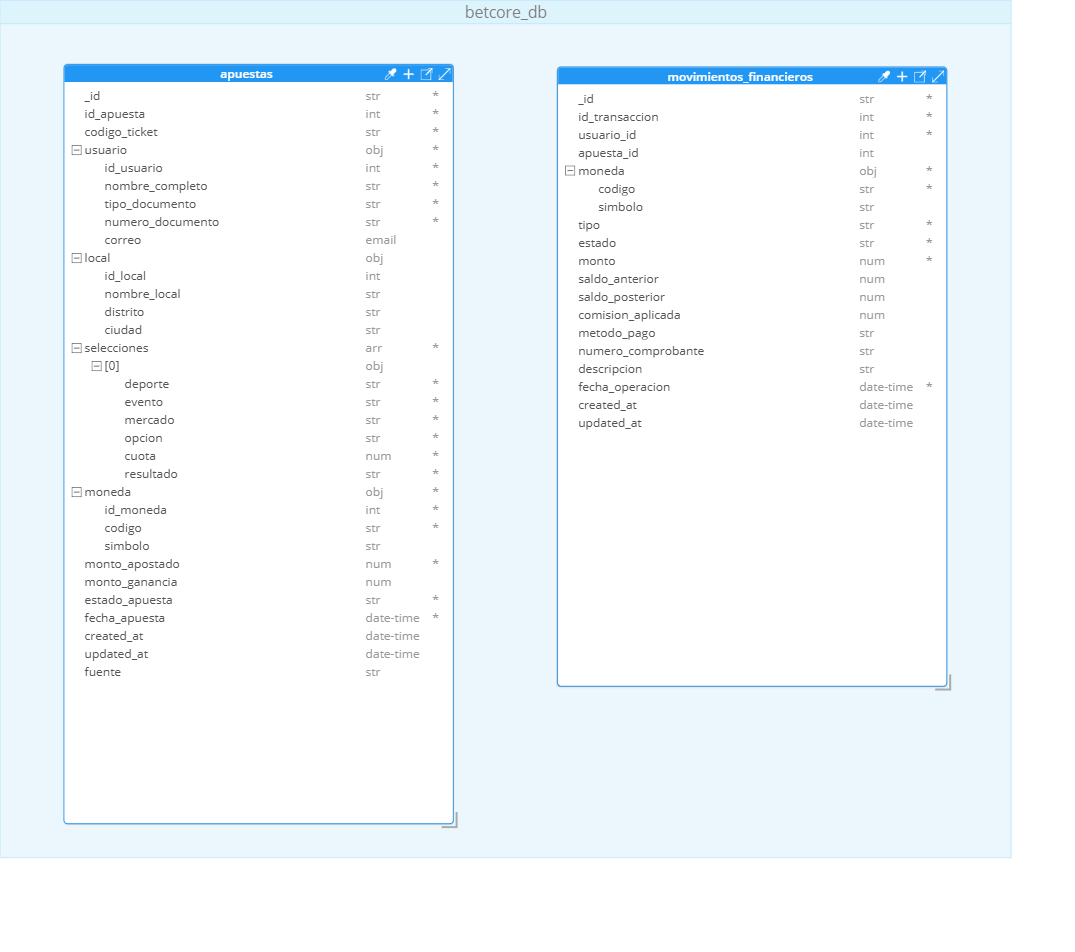 betcore_db
apuestas
_id str *
id_apuesta int *
codigo_ticket str *
usuario obj *
id_usuario int *
nombre_completo str *
tipo_documento str *
numero_documento str *
correo email
local obj
id_local int
nombre_local str
distrito str
ciudad str
selecciones arr *
[0] obj
deporte str *
evento str *
mercado str *
opcion str *
cuota num *
resultado str *
moneda obj *
id_moneda int *
codigo str *
simbolo str
monto_apostado num *
monto_ganancia num
estado_apuesta str *
fecha_apuesta date-time *
created_at date-time
updated_at date-time
fuente str
movimientos_financieros
_id str *
id_transaccion int *
usuario_id int *
apuesta_id int
moneda obj *
codigo str *
simbolo str
tipo str *
estado str *
monto num *
saldo_anterior num
saldo_posterior num
comision_aplicada num
metodo_pago str
numero_comprobante str
descripcion str
fecha_operacion date-time *
created_at date-time
updated_at date-time